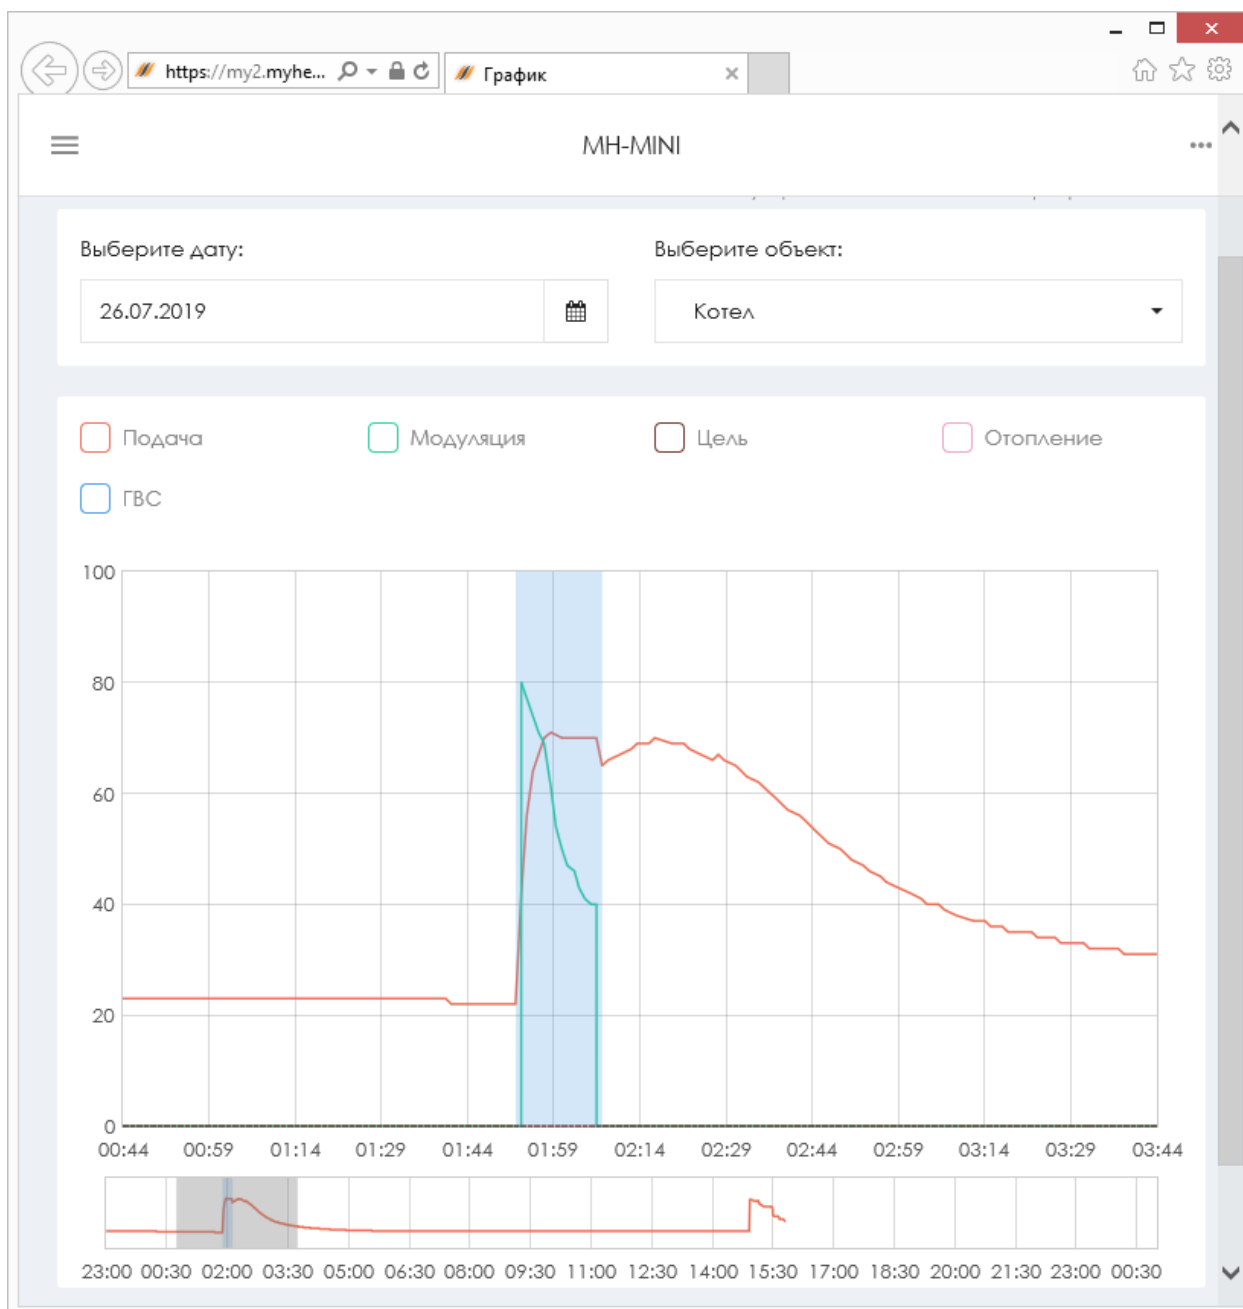 https://my2.myhe...
График
MH-MINI
Выберите дату:
Выберите объект:
26.07.2019
Котел
Подача
Модуляция
Цель
Отопление
ГВС
100
80
60
40
20
0
00:44 00:59 01:14 01:29 01:44 01:59 02:14 02:29 02:44 02:59 03:14 03:29 03:44
23:00 00:30 02:00 03:30 05:00 06:30 08:00 09:30 11:00 12:30 14:00 15:30 17:00 18:30 20:00 21:30 23:00 00:30